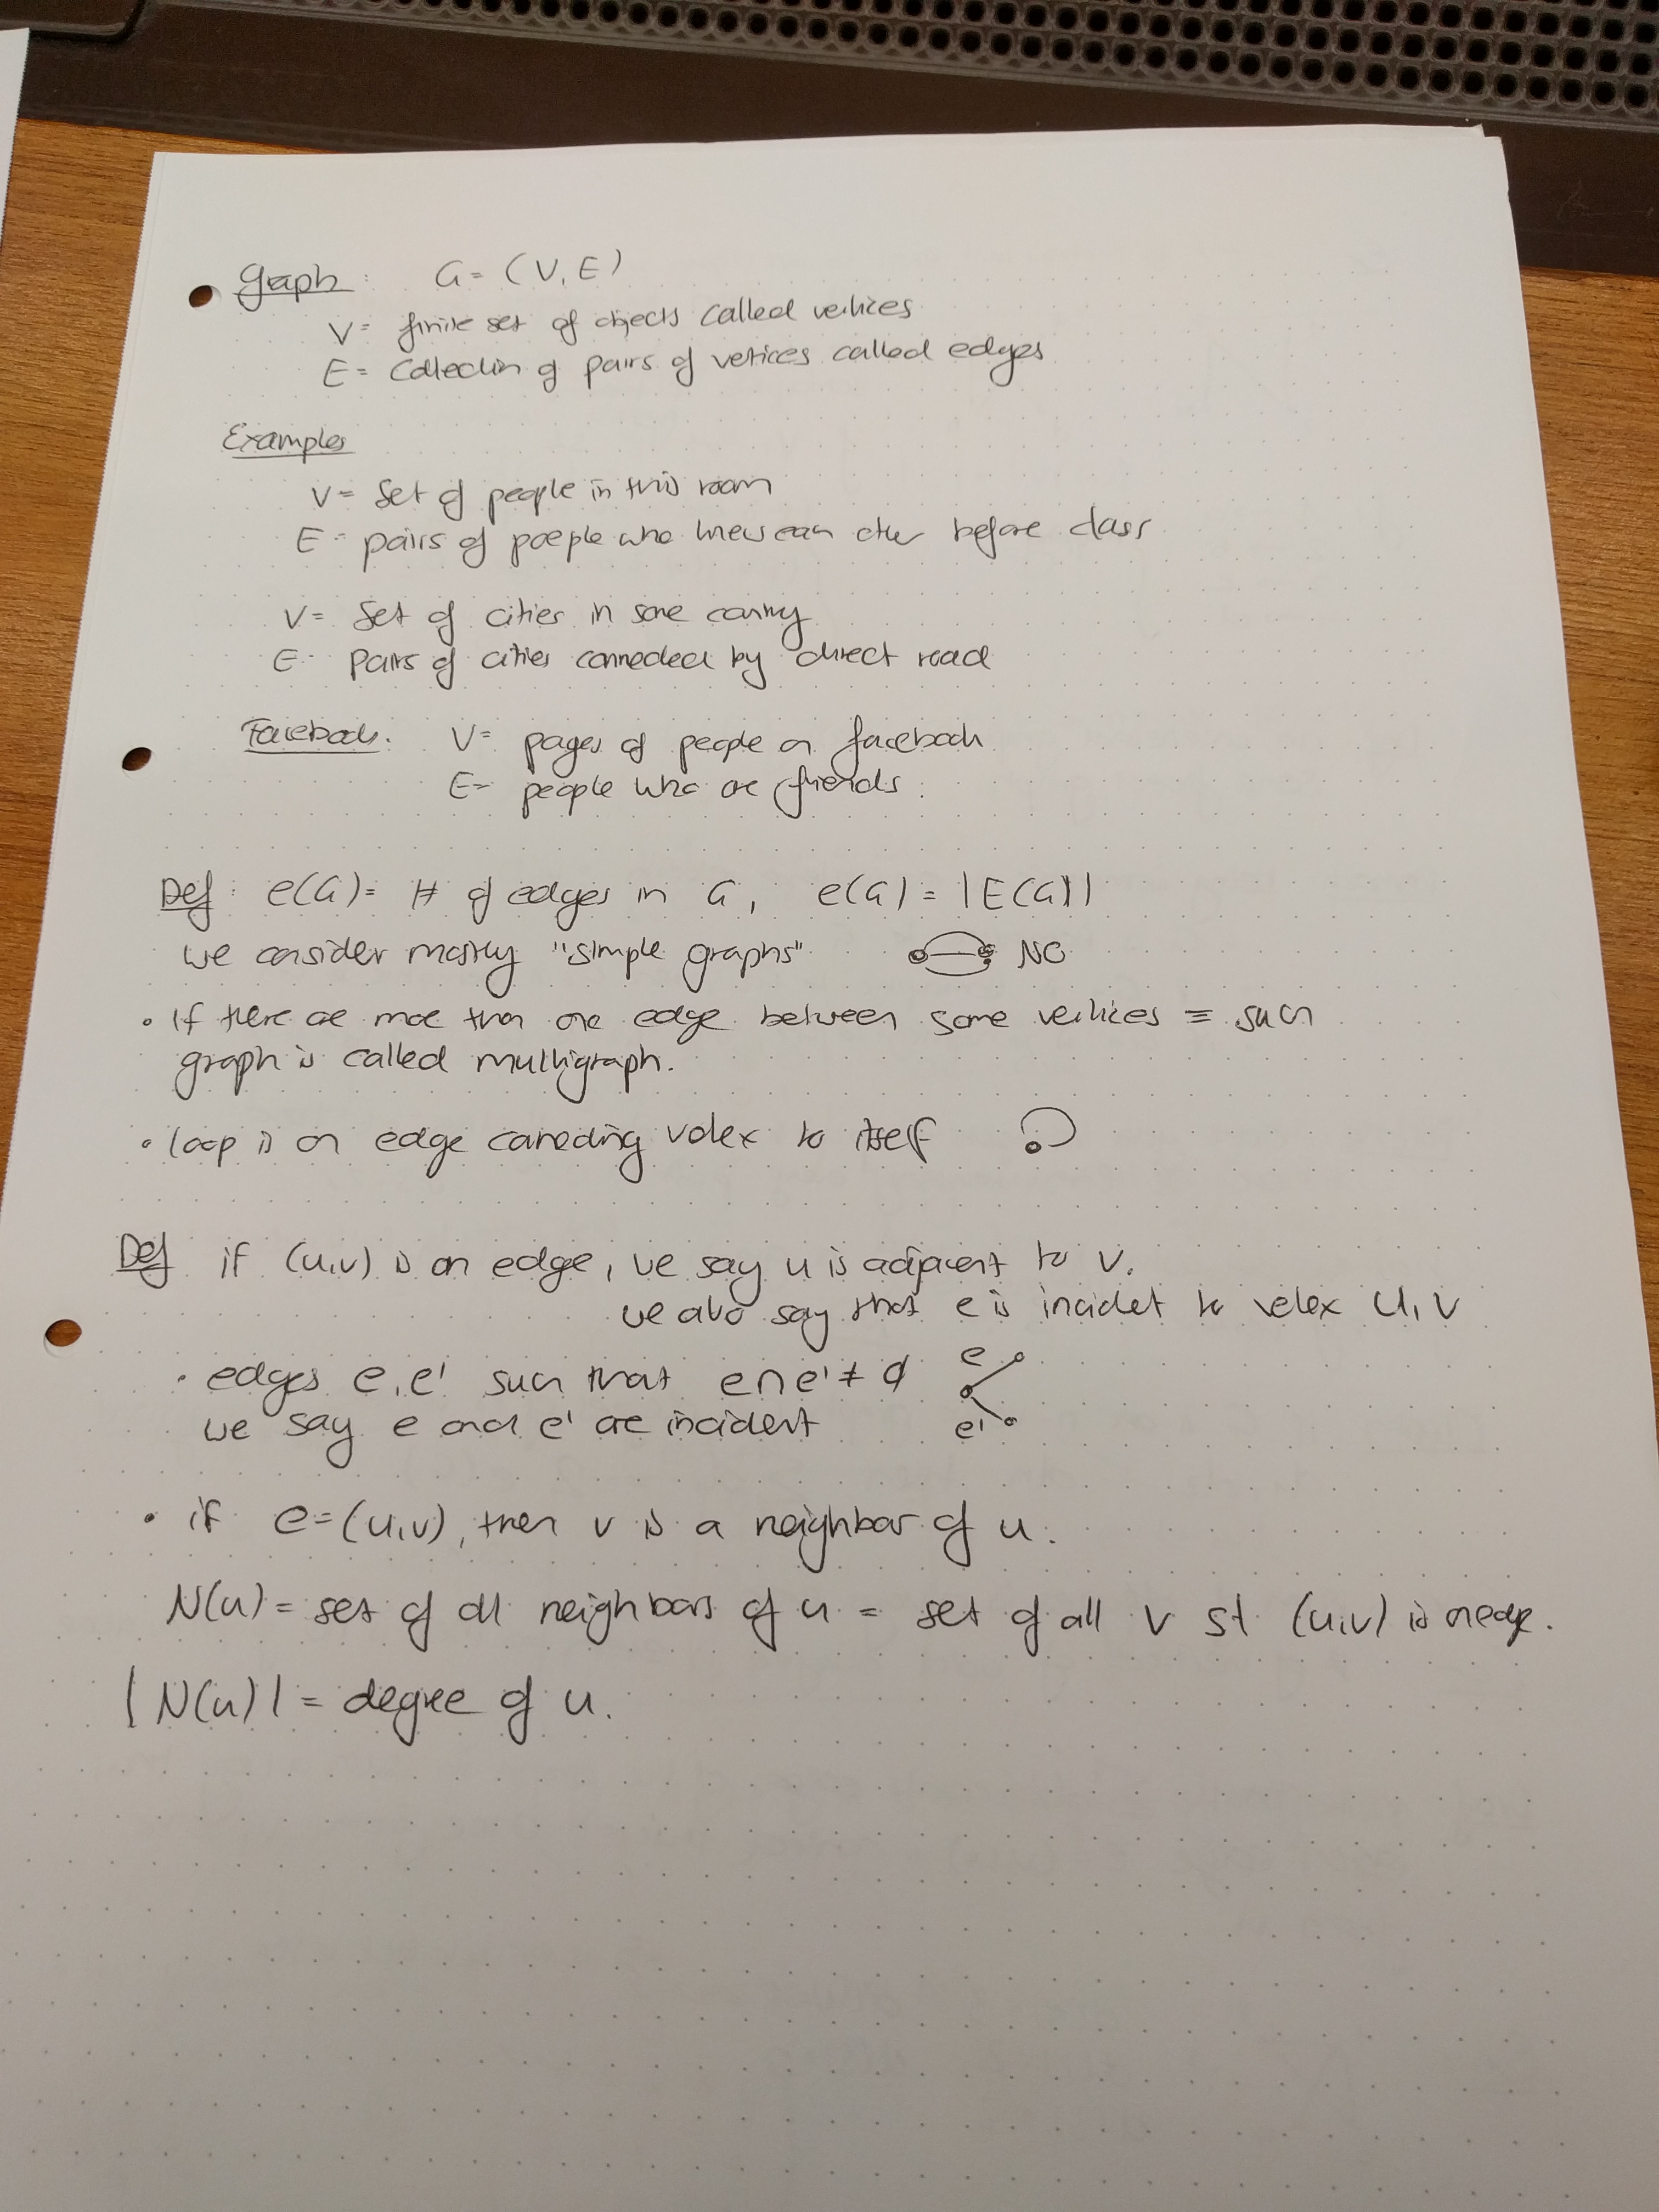 Graph: G = (V, E)
V = finite set of objects called vertices
E = Collection of pairs of vetices called edges
Examples
V = Set of people in this room
E = pairs of poeple who knew each other before class
V = Set of cities in some country
E = pairs of cities connected by direct road
Facebook: V = pages of people on facebook
E = people who are friends.
Def: e(G) = # of edges in G, e(G) = |E(G)|
we consider mostly "simple graphs" NO
• If there are more than one edge between some vertices ≡ such
graph is called multigraph.
• loop is an edge connecting vertex to itself
Def if (u,v) is an edge, we say u is adjacent to v.
we also say that e is incident to vertex u, v
• edges e, e' such that e ∩ e' ≠ ∅ e
we say e and e' are incident e'
• if e = (u,v), then v is a neighbor of u.
N(u) = set of all neighbors of u = set of all v st (u,v) is an edge.
|N(u)| = degree of u.